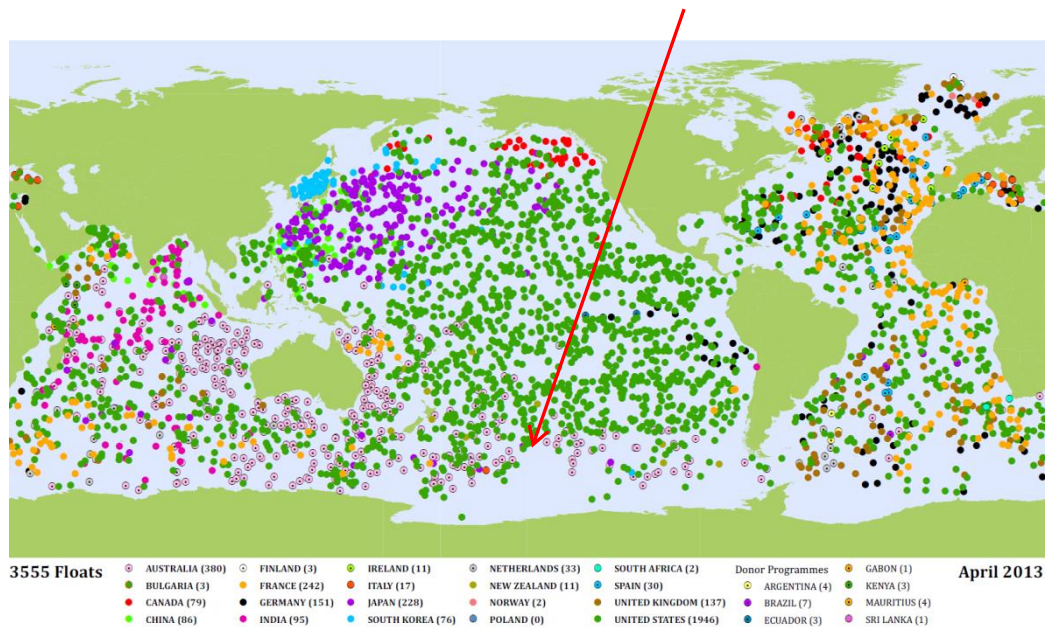 3555 Floats AUSTRALIA (380) FINLAND (3) IRELAND (11) NETHERLANDS (33) SOUTH AFRICA (2) Donor Programmes GABON (1) April 2013
BULGARIA (3) FRANCE (242) ITALY (17) NEW ZEALAND (11) SPAIN (30) ARGENTINA (4) KENYA (3)
CANADA (79) GERMANY (151) JAPAN (228) NORWAY (2) UNITED KINGDOM (137) BRAZIL (7) MAURITIUS (4)
CHINA (86) INDIA (95) SOUTH KOREA (76) POLAND (0) UNITED STATES (1946) ECUADOR (3) SRI LANKA (1)